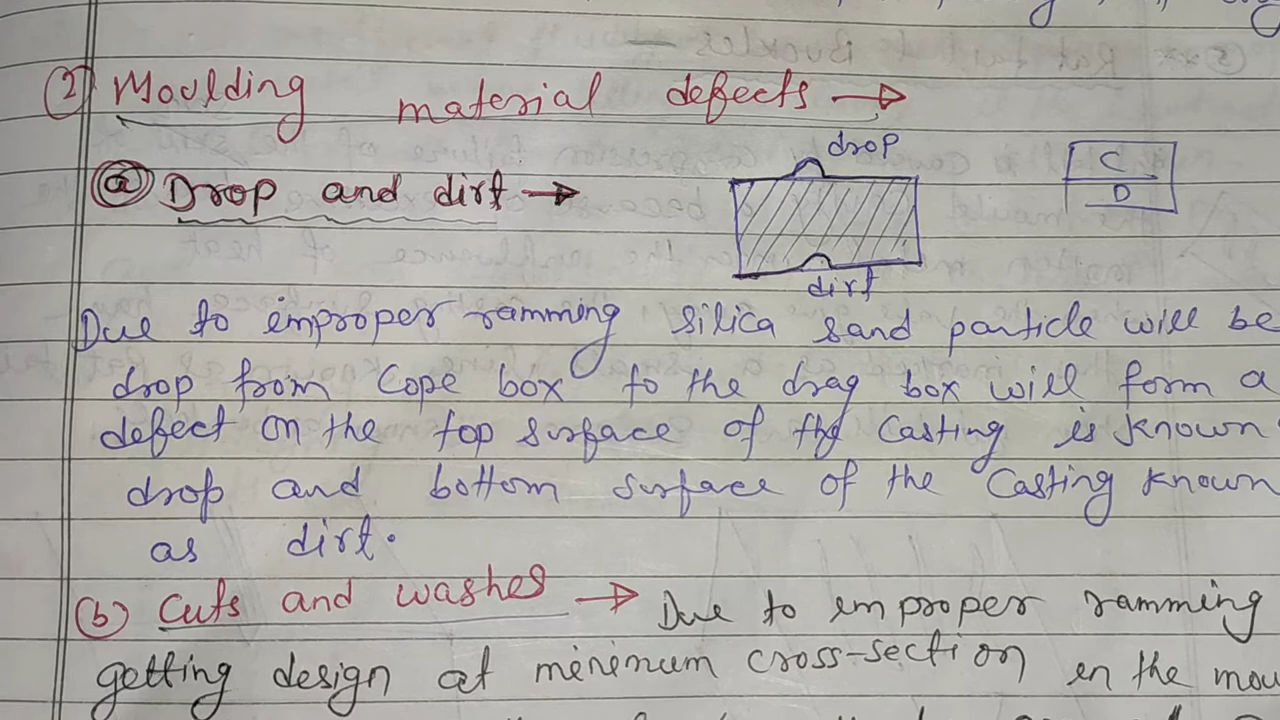 (2) Moulding material defects →
drop
C
D
(a) Drop and dirt →
dirt
Due to improper ramming silica sand particle will be
drop from Cope box to the drag box will form a
defect on the top surface of the Casting is known
drop and bottom surface of the Casting known
as dirt.
(b) Cuts and washes → Due to improper ramming
getting design at minimum cross-section in the mou